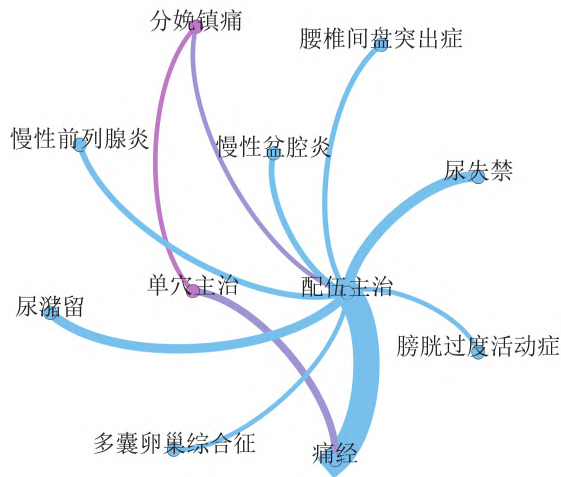 分娩镇痛
腰椎间盘突出症
慢性前列腺炎
慢性盆腔炎
尿失禁
单穴主治
配伍主治
尿潴留
膀胱过度活动症
多囊卵巢综合征
痛经